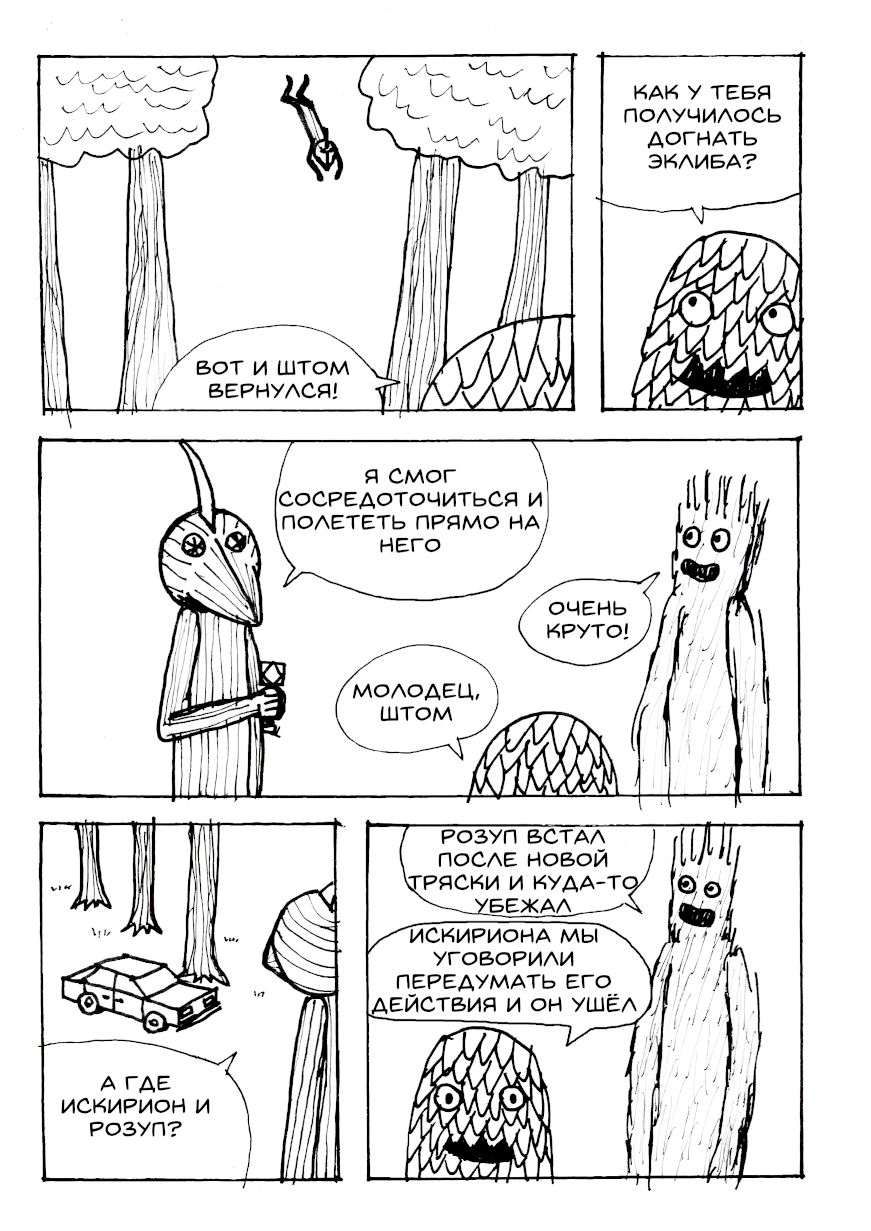 ВОТ И ШТОМ
ВЕРНУЛСЯ!
КАК У ТЕБЯ
ПОЛУЧИЛОСЬ
ДОГНАТЬ
ЭКЛИБА?
Я СМОГ
СОСРЕДОТОЧИТЬСЯ И
ПОЛЕТЕТЬ ПРЯМО НА
НЕГО
ОЧЕНЬ
КРУТО!
МОЛОДЕЦ,
ШТОМ
А ГДЕ
ИСКИРИОН И
РОЗУП?
РОЗУП ВСТАЛ
ПОСЛЕ НОВОЙ
ТРЯСКИ И КУДА-ТО
УБЕЖАЛ
ИСКИРИОНА МЫ
УГОВОРИЛИ
ПЕРЕДУМАТЬ ЕГО
ДЕЙСТВИЯ И ОН УШЁЛ